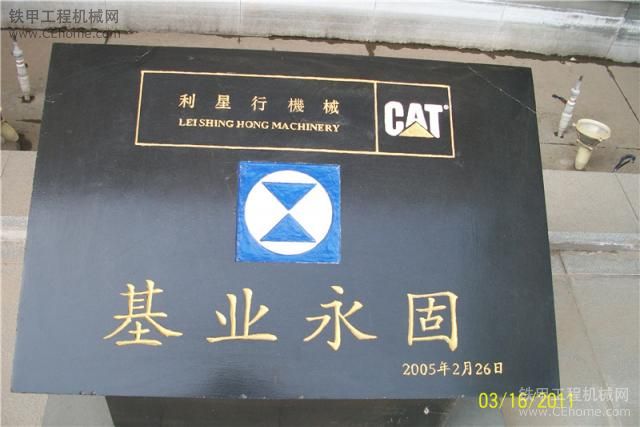 铁甲工程机械网
www.CEhome.com
利星行機械
LEI SHING HONG MACHINERY
CAT®
基业永固
2005年2月26日
03/16/2011
铁甲工程机械网
www.CEhome.com